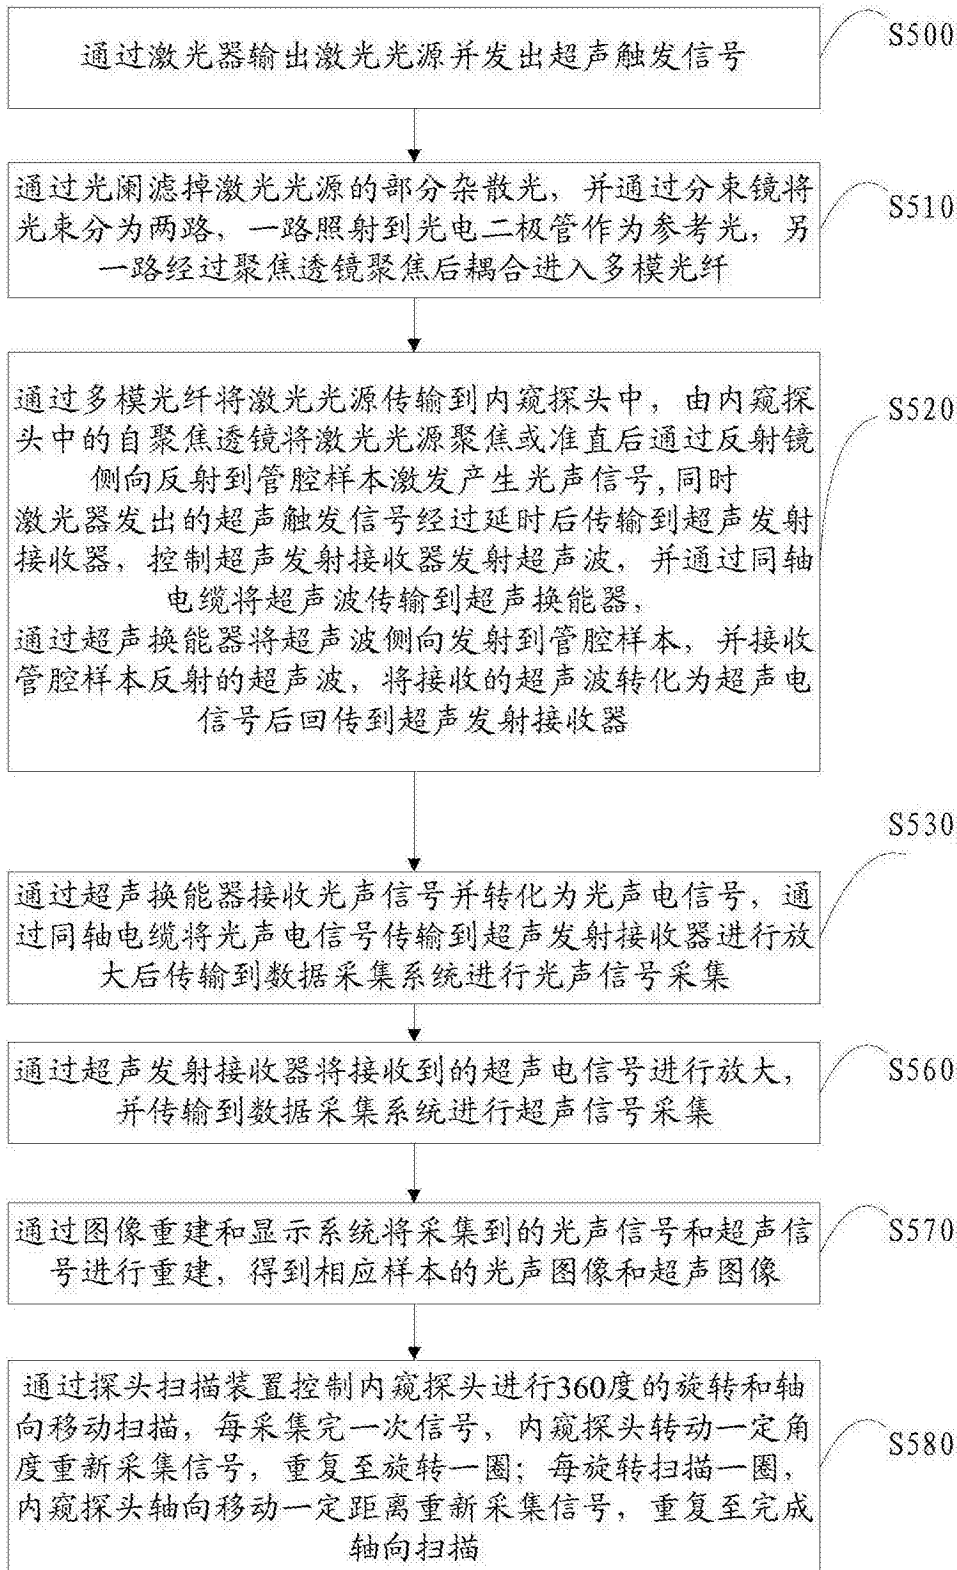 通过激光器输出激光光源并发出超声触发信号
S500
通过光阑滤掉激光光源的部分杂散光，并通过分束镜将
光束分为两路，一路照射到光电二极管作为参考光，另
一路经过聚焦透镜聚焦后耦合进入多模光纤
S510
通过多模光纤将激光光源传输到内窥探头中，由内窥探
头中的自聚焦透镜将激光光源聚焦或准直后通过反射镜
侧向反射到管腔样本激发产生光声信号,同时
激光器发出的超声触发信号经过延时后传输到超声发射
接收器，控制超声发射接收器发射超声波，并通过同轴
电缆将超声波传输到超声换能器，
通过超声换能器将超声波侧向发射到管腔样本，并接收
管腔样本反射的超声波，将接收的超声波转化为超声电
信号后回传到超声发射接收器
S520
通过超声换能器接收光声信号并转化为光声电信号，通
过同轴电缆将光声电信号传输到超声发射接收器进行放
大后传输到数据采集系统进行光声信号采集
S530
通过超声发射接收器将接收到的超声电信号进行放大，
并传输到数据采集系统进行超声信号采集
S560
通过图像重建和显示系统将采集到的光声信号和超声信
号进行重建，得到相应样本的光声图像和超声图像
S570
通过探头扫描装置控制内窥探头进行360度的旋转和轴
向移动扫描，每采集完一次信号，内窥探头转动一定角
度重新采集信号，重复至旋转一圈；每旋转扫描一圈，
内窥探头轴向移动一定距离重新采集信号，重复至完成
轴向扫描
S580